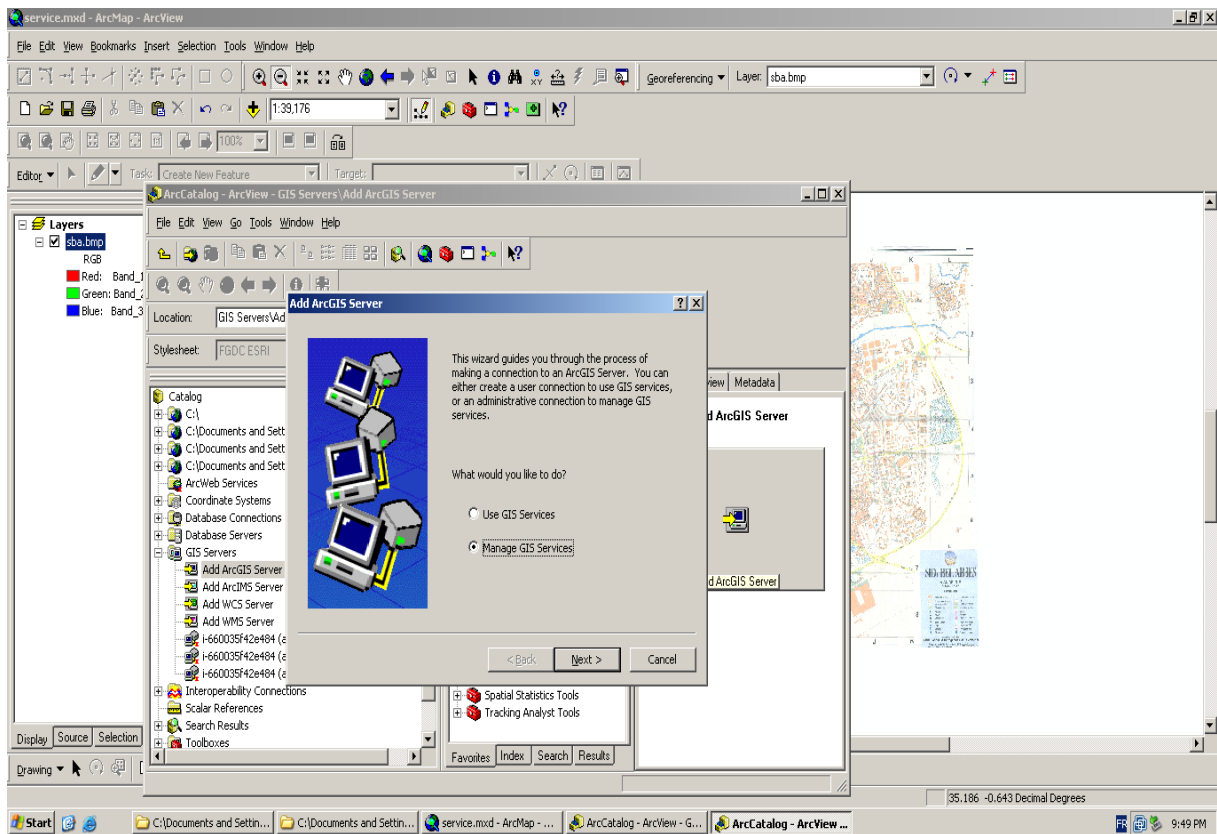 service.mxd - ArcMap - ArcView
File Edit View Bookmarks Insert Selection Tools Window Help
Georeferencing Layer: sba.bmp
1:39,176
100%
Editor Task: Create New Feature Target:
Layers
sba.bmp
RGB
Red: Band_1
Green: Band_2
Blue: Band_3
Display Source Selection
Drawing
ArcCatalog - ArcView - GIS Servers\Add ArcGIS Server
File Edit View Go Tools Window Help
Location: GIS Servers\Ad
Stylesheet: FGDC ESRI
Catalog
C:\
C:\Documents and Sett
C:\Documents and Sett
C:\Documents and Sett
ArcWeb Services
Coordinate Systems
Database Connections
Database Servers
GIS Servers
Add ArcGIS Server
Add ArcIMS Server
Add WCS Server
Add WMS Server
i-660035f42e484 (a
i-660035f42e484 (a
i-660035f42e484 (a
Interoperability Connections
Scalar References
Search Results
Toolboxes
Add ArcGIS Server
This wizard guides you through the process of
making a connection to an ArcGIS Server. You can
either create a user connection to use GIS services,
or an administrative connection to manage GIS
services.
What would you like to do?
Use GIS Services
Manage GIS Services
< Back Next > Cancel
Spatial Statistics Tools
Tracking Analyst Tools
Favorites Index Search Results
view Metadata
d ArcGIS Server
d ArcGIS Server
J K L
SIDI BEL ABBES
J K
35.186 -0.643 Decimal Degrees
Start C:\Documents and Settin... C:\Documents and Settin... service.mxd - ArcMap - ... ArcCatalog - ArcView - G... ArcCatalog - ArcView ... FR 9:49 PM